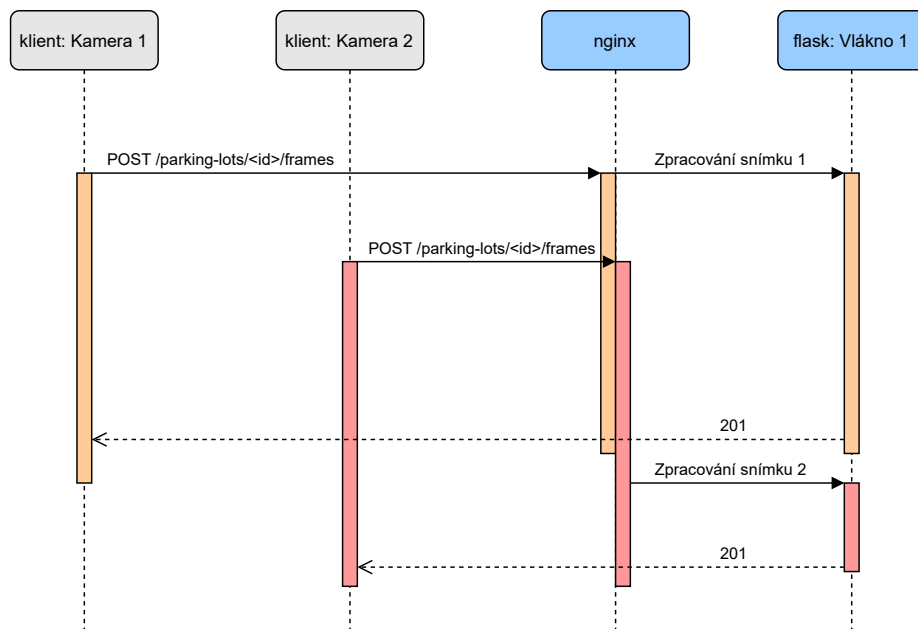 klient: Kamera 1
klient: Kamera 2
nginx
flask: Vlákno 1
POST /parking-lots/<id>/frames
Zpracování snímku 1
POST /parking-lots/<id>/frames
201
Zpracování snímku 2
201